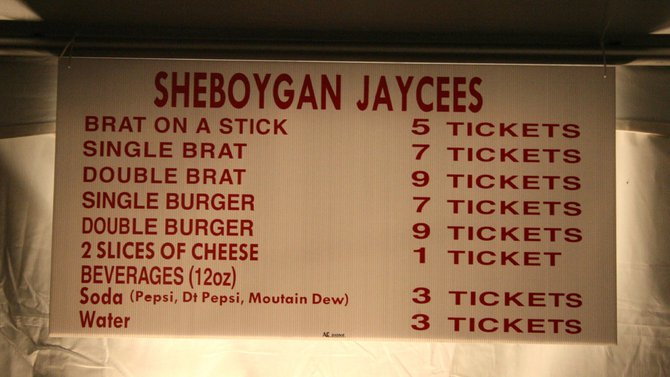 SHEBOYGAN JAYCEES
BRAT ON A STICK 5 TICKETS
SINGLE BRAT 7 TICKETS
DOUBLE BRAT 9 TICKETS
SINGLE BURGER 7 TICKETS
DOUBLE BURGER 9 TICKETS
2 SLICES OF CHEESE 1 TICKET
BEVERAGES (12oz)
Soda (Pepsi, Dt Pepsi, Moutain Dew) 3 TICKETS
Water 3 TICKETS